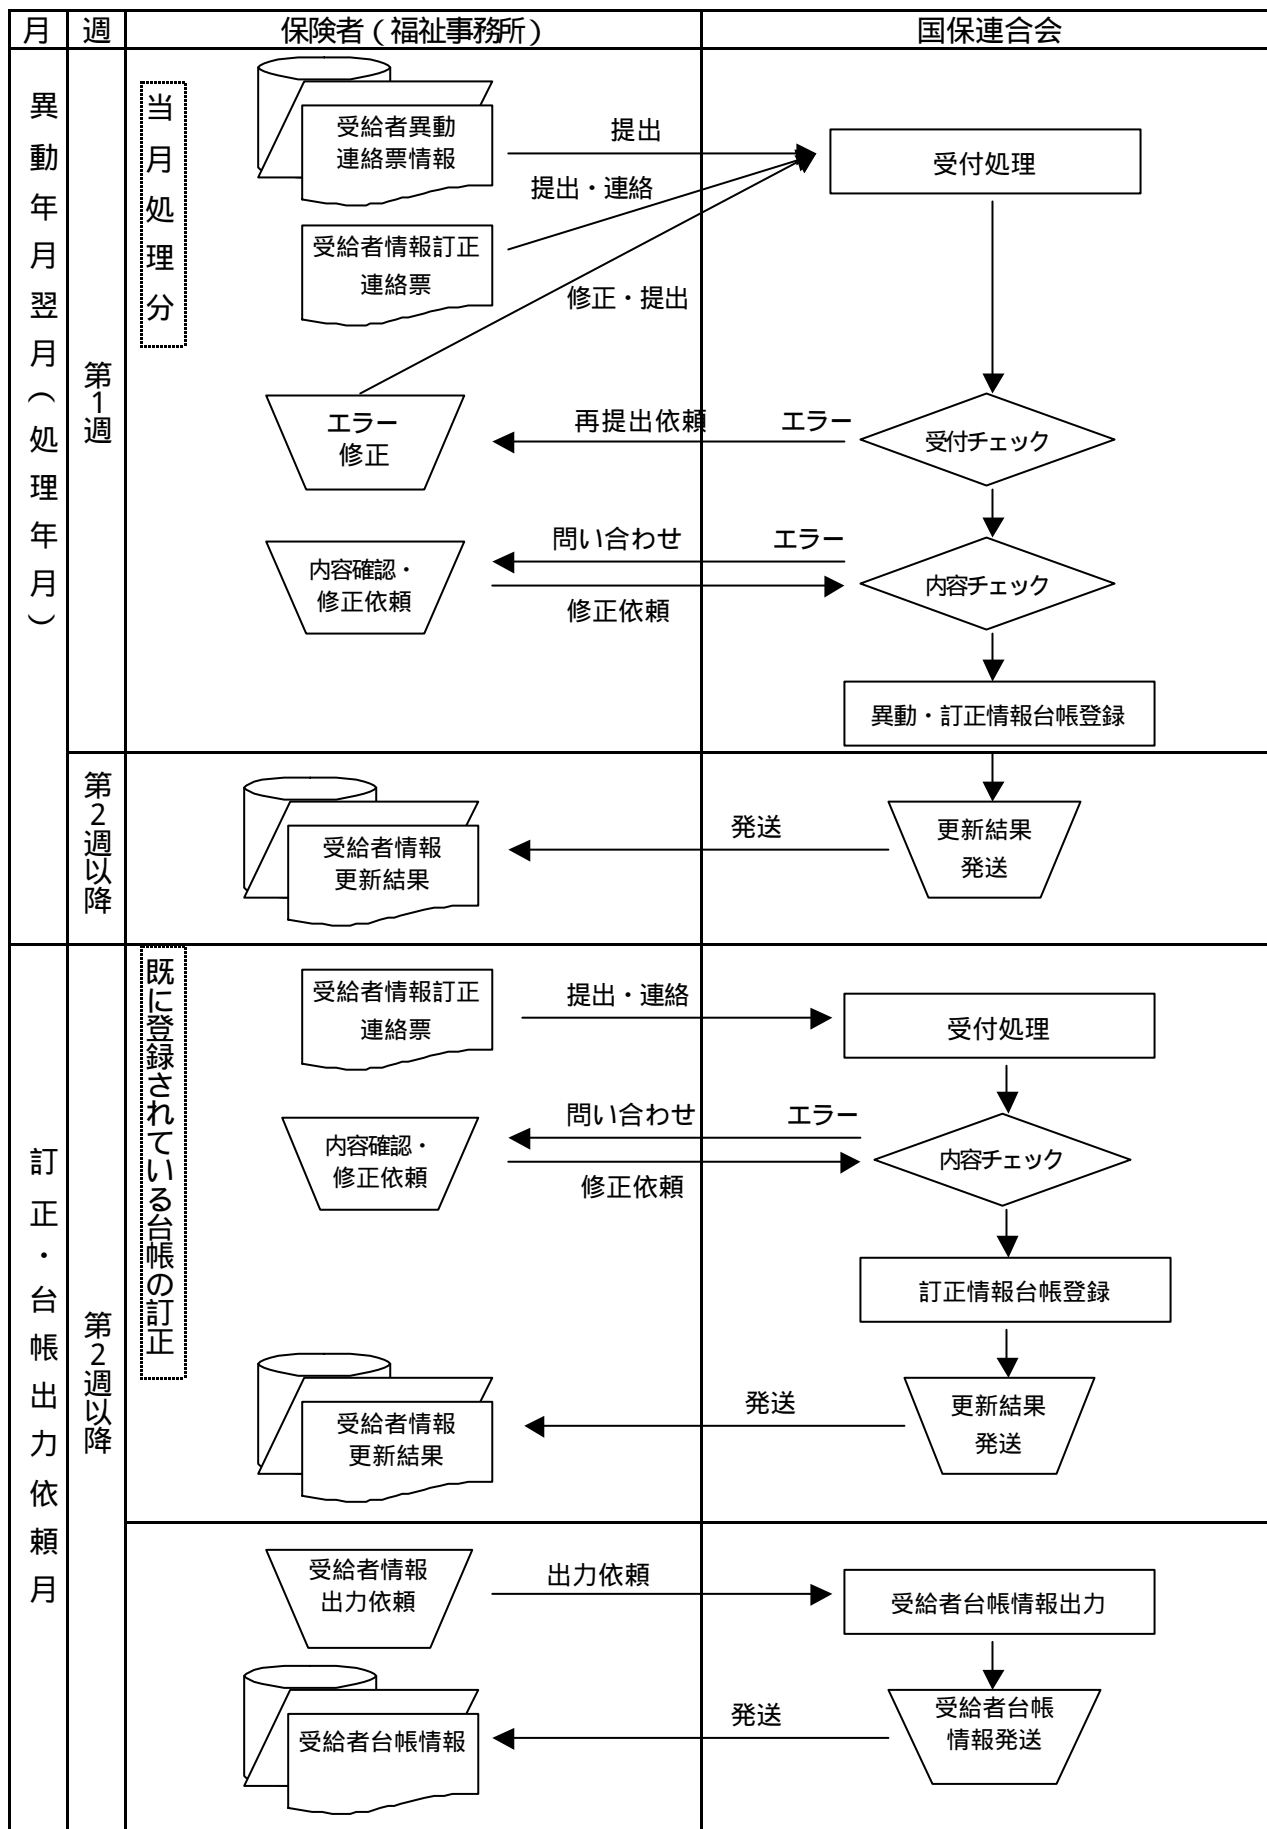 月
週
保険者（福祉事務所）
国保連合会
異動年月翌月（処理年月）
第1週
当月処理分
受給者異動
連絡票情報
提出
受付処理
提出・連絡
受給者情報訂正
連絡票
修正・提出
エラー
修正
再提出依頼
エラー
受付チェック
内容確認・
修正依頼
問い合わせ
エラー
修正依頼
内容チェック
異動・訂正情報台帳登録
第2週以降
受給者情報
更新結果
発送
更新結果
発送
訂正・台帳出力依頼月
第2週以降
既に登録されている台帳の訂正
受給者情報訂正
連絡票
提出・連絡
受付処理
内容確認・
修正依頼
問い合わせ
エラー
修正依頼
内容チェック
訂正情報台帳登録
受給者情報
更新結果
発送
更新結果
発送
受給者情報
出力依頼
出力依頼
受給者台帳情報出力
受給者台帳情報
発送
受給者台帳
情報発送